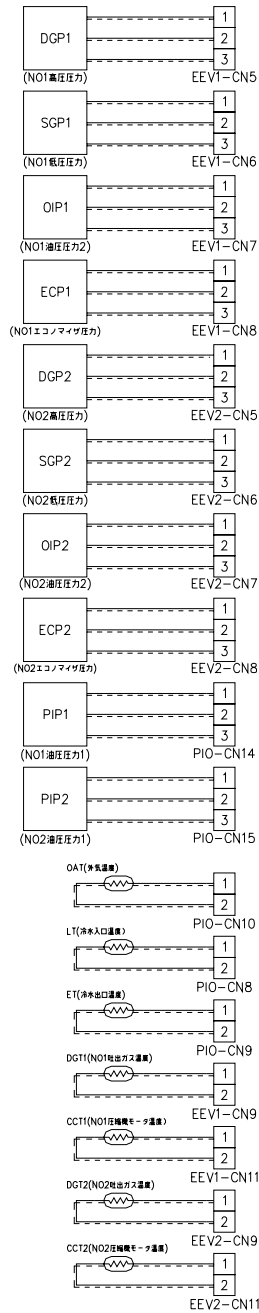 DGP1
1
2
3
(NO1高圧圧力)
EEV1-CN5
SGP1
1
2
3
(NO1低圧圧力)
EEV1-CN6
OIP1
1
2
3
(NO1油圧圧力2)
EEV1-CN7
ECP1
1
2
3
(NO1エコノマイザ圧力)
EEV1-CN8
DGP2
1
2
3
(NO2高圧圧力)
EEV2-CN5
SGP2
1
2
3
(NO2低圧圧力)
EEV2-CN6
OIP2
1
2
3
(NO2油圧圧力2)
EEV2-CN7
ECP2
1
2
3
(NO2エコノマイザ圧力)
EEV2-CN8
PIP1
1
2
3
(NO1油圧圧力1)
PIO-CN14
PIP2
1
2
3
(NO2油圧圧力1)
PIO-CN15
OAT(外気温度)
1
2
PIO-CN10
LT(冷水入口温度)
1
2
PIO-CN8
ET(冷水出口温度)
1
2
PIO-CN9
DGT1(NO1吐出ガス温度)
1
2
EEV1-CN9
CCT1(NO1圧縮機モータ温度)
1
2
EEV1-CN11
DGT2(NO2吐出ガス温度)
1
2
EEV2-CN9
CCT2(NO2圧縮機モータ温度)
1
2
EEV2-CN11